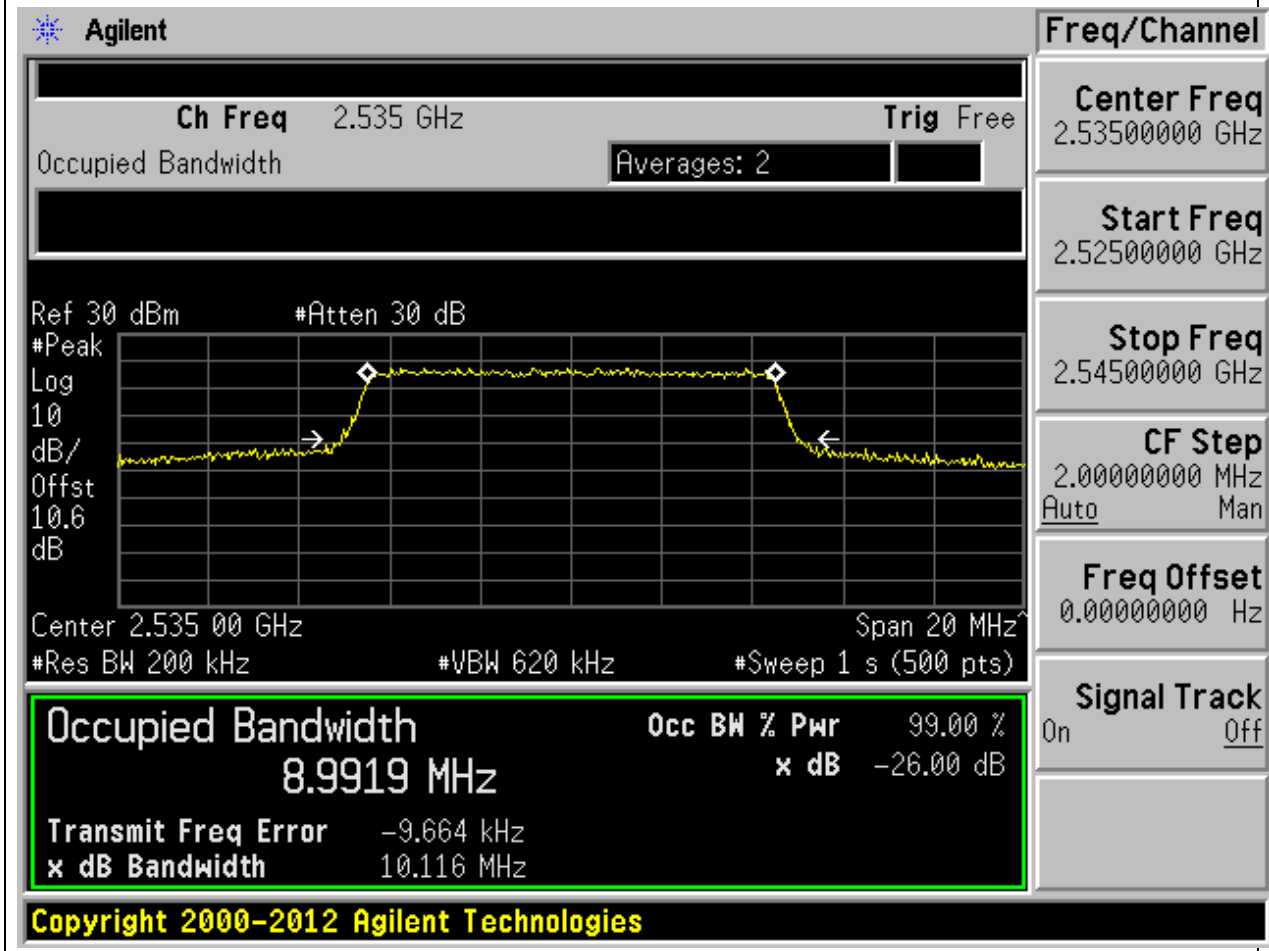 Agilent
Freq/Channel
Ch Freq 2.535 GHz Trig Free
Occupied Bandwidth Averages: 2
Ref 30 dBm #Atten 30 dB
#Peak
Log
10
dB/
Offst
10.6
dB
Center 2.535 00 GHz Span 20 MHz^
#Res BW 200 kHz #VBW 620 kHz #Sweep 1 s (500 pts)
Occupied Bandwidth
8.9919 MHz
Occ BW % Pwr 99.00 %
x dB -26.00 dB
Transmit Freq Error -9.664 kHz
x dB Bandwidth 10.116 MHz
Center Freq
2.53500000 GHz
Start Freq
2.52500000 GHz
Stop Freq
2.54500000 GHz
CF Step
2.00000000 MHz
Auto Man
Freq Offset
0.00000000 Hz
Signal Track
On Off
Copyright 2000-2012 Agilent Technologies